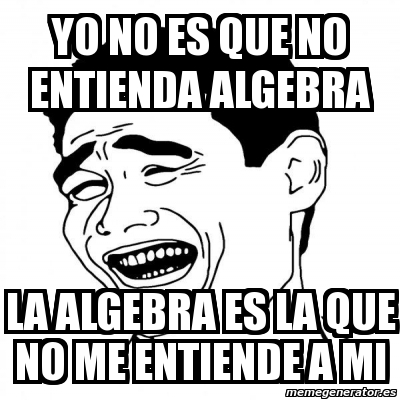 YO NO ES QUE NO
ENTIENDA ALGEBRA
LA ALGEBRA ES LA QUE
NO ME ENTIENDE A MI
memegenerator.es